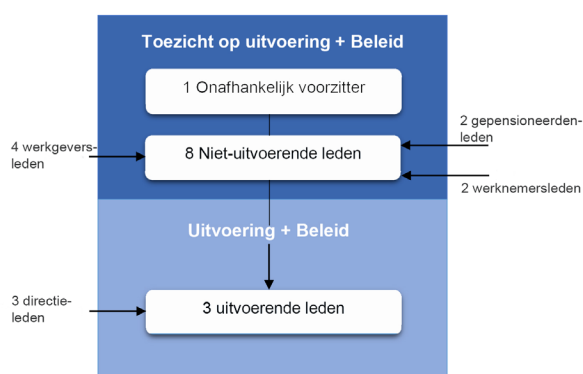 Toezicht op uitvoering + Beleid
1 Onafhankelijk voorzitter
4 werkgevers-
leden
8 Niet-uitvoerende leden
2 gepensioneerden-
leden
2 werknemersleden
Uitvoering + Beleid
3 directie-
leden
3 uitvoerende leden